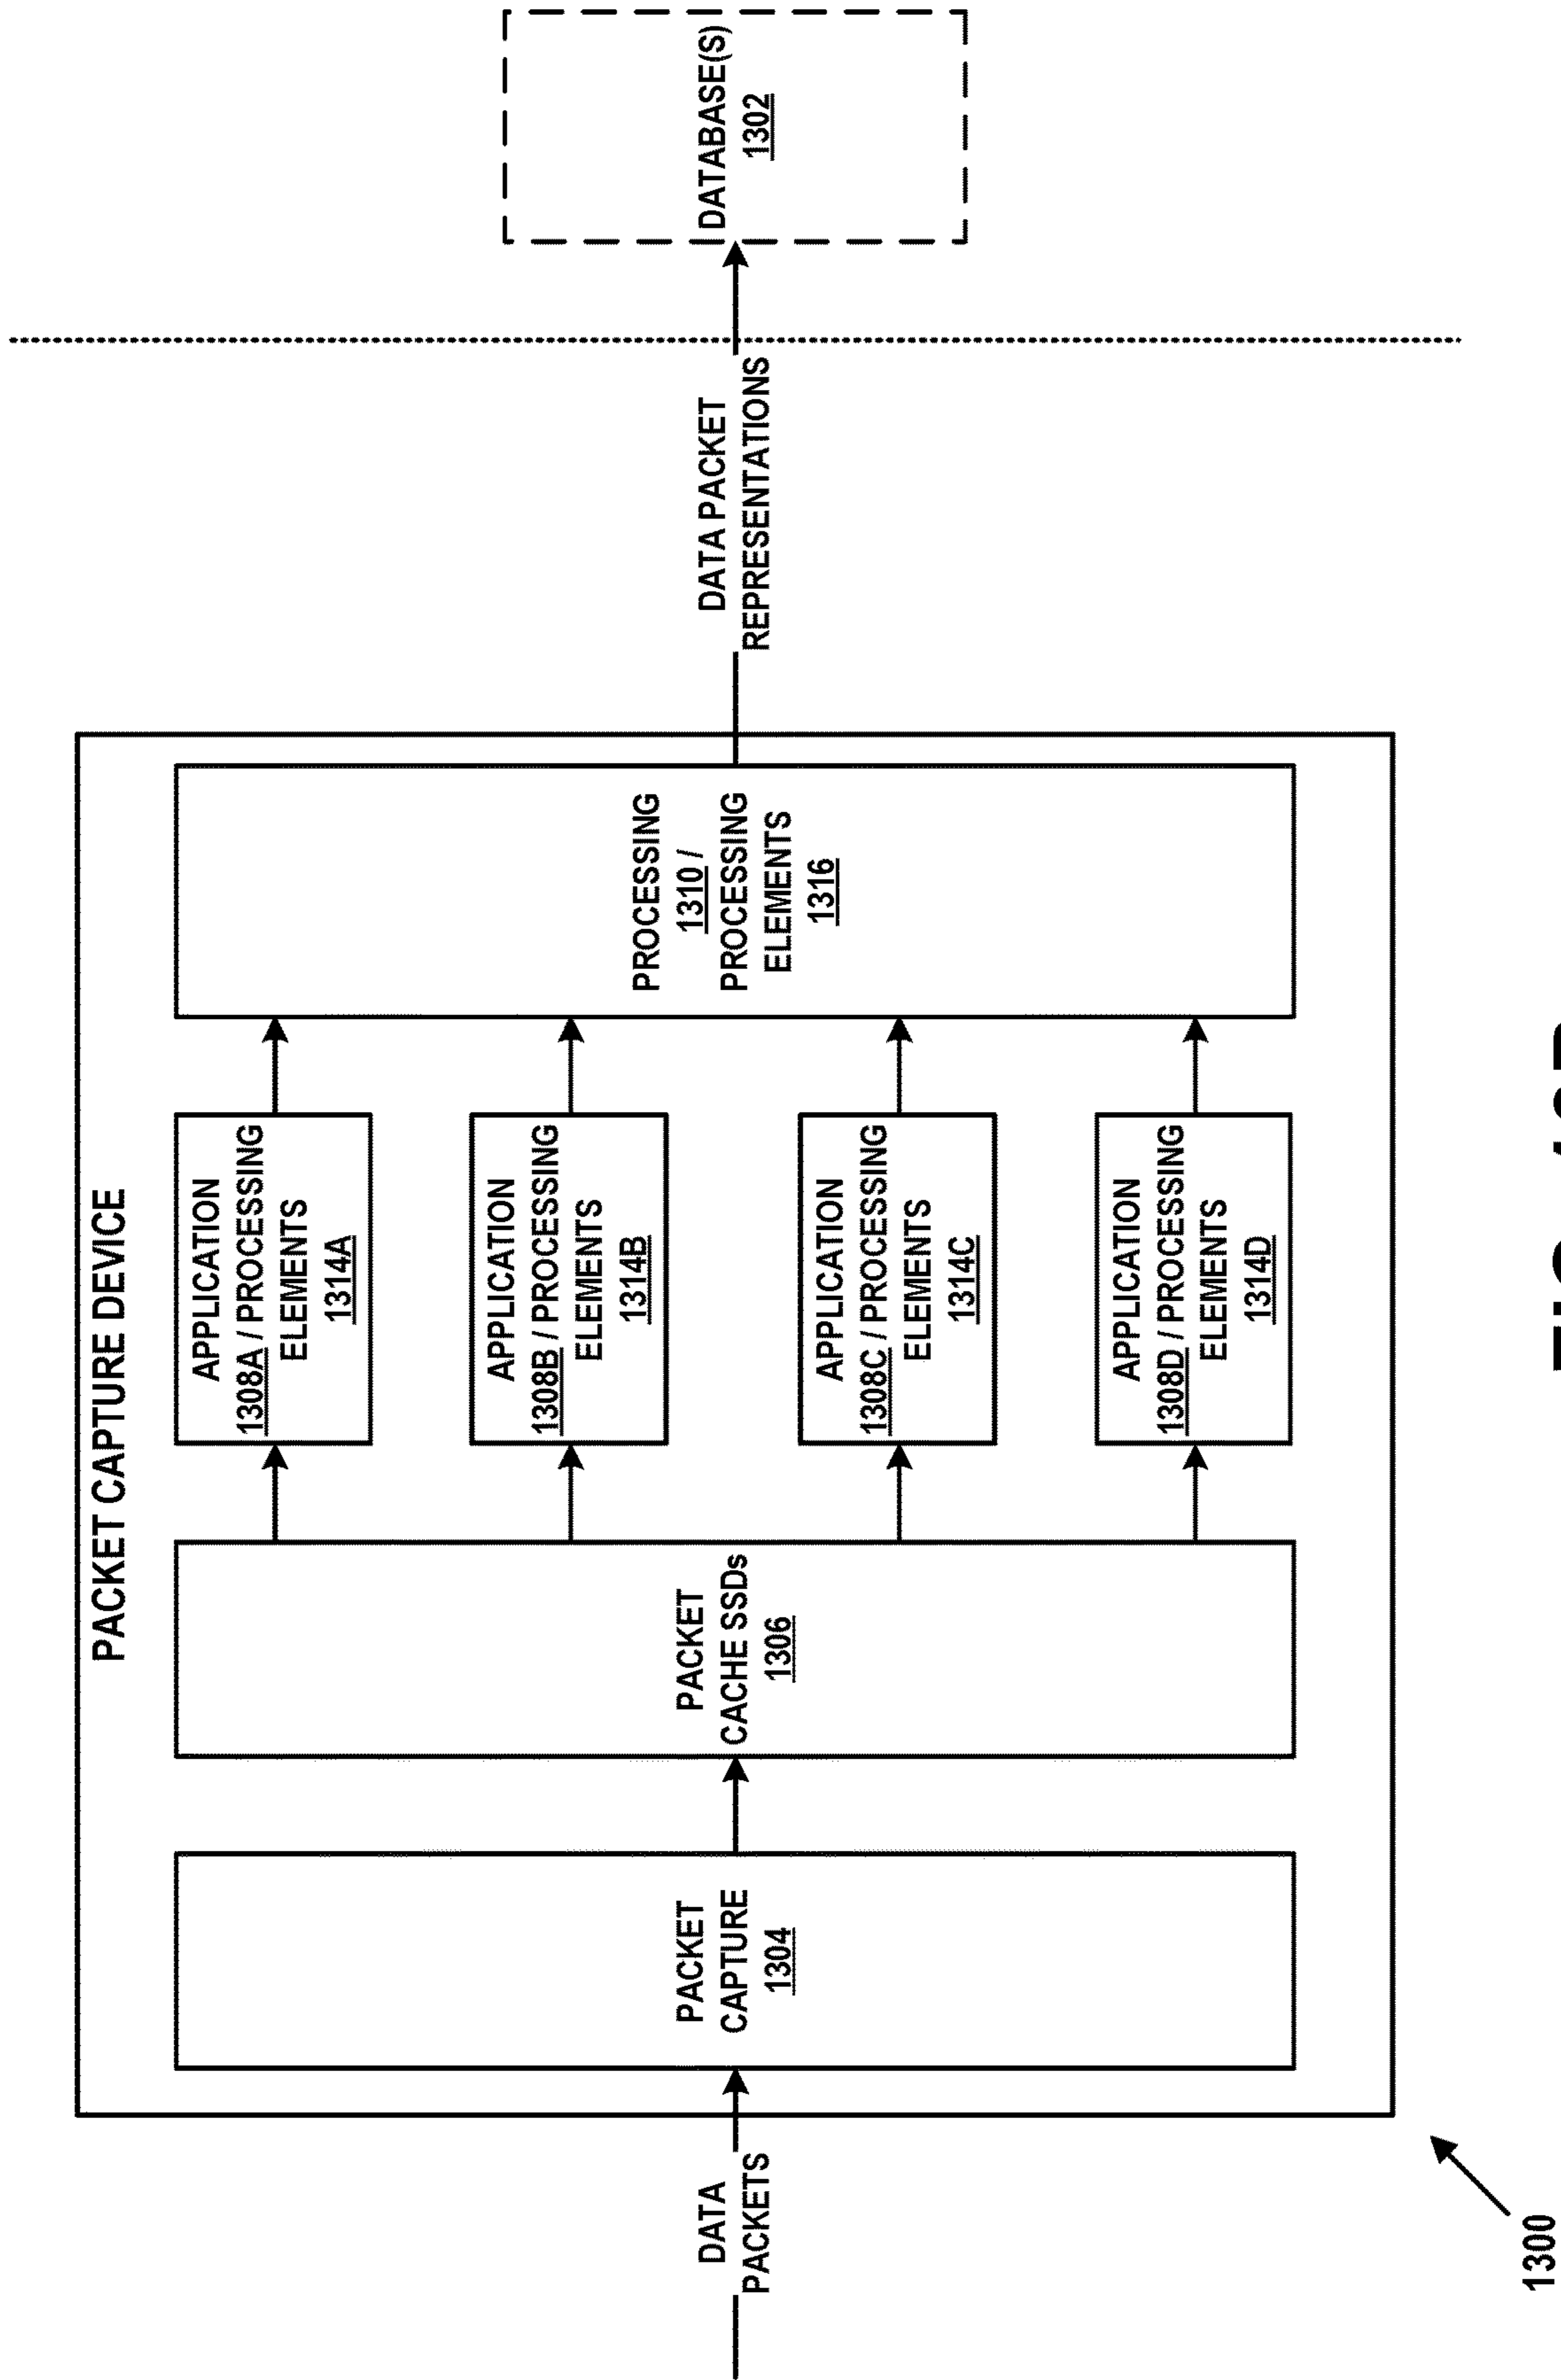 PACKET CAPTURE DEVICE
DATA
PACKETS
PACKET
CAPTURE
1304
PACKET
CACHE SSDs
1306
APPLICATION
1308A / PROCESSING
ELEMENTS
1314A
APPLICATION
1308B / PROCESSING
ELEMENTS
1314B
APPLICATION
1308C / PROCESSING
ELEMENTS
1314C
APPLICATION
1308D / PROCESSING
ELEMENTS
1314D
PROCESSING
1310 /
PROCESSING
ELEMENTS
1316
DATA PACKET
REPRESENTATIONS
DATABASE(S)
1302
1300